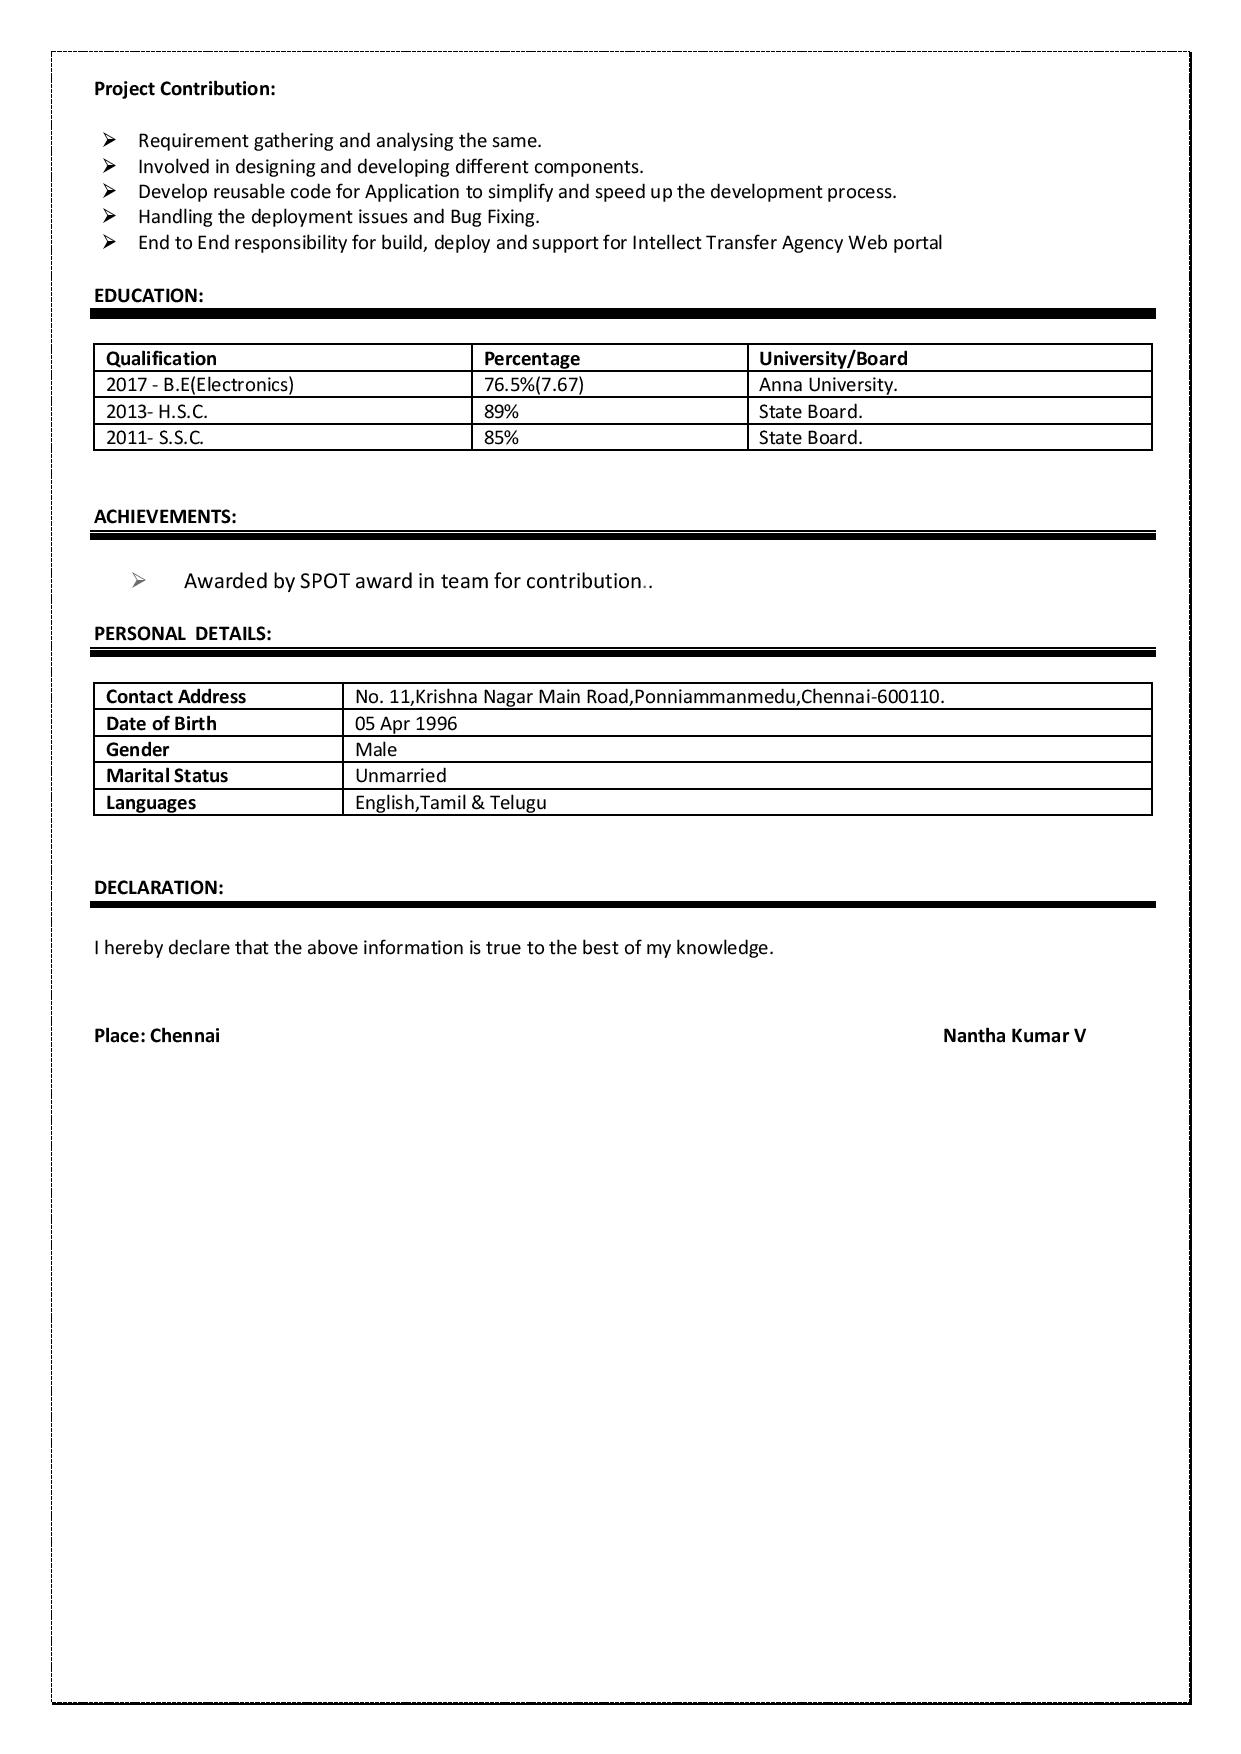 Project Contribution:
➢ Requirement gathering and analysing the same.
➢ Involved in designing and developing different components.
➢ Develop reusable code for Application to simplify and speed up the development process.
➢ Handling the deployment issues and Bug Fixing.
➢ End to End responsibility for build, deploy and support for Intellect Transfer Agency Web portal
EDUCATION:
Qualification Percentage University/Board
2017 - B.E(Electronics) 76.5%(7.67) Anna University.
2013- H.S.C. 89% State Board.
2011- S.S.C. 85% State Board.
ACHIEVEMENTS:
➢ Awarded by SPOT award in team for contribution..
PERSONAL DETAILS:
Contact Address No. 11,Krishna Nagar Main Road,Ponniammanmedu,Chennai-600110.
Date of Birth 05 Apr 1996
Gender Male
Marital Status Unmarried
Languages English,Tamil & Telugu
DECLARATION:
I hereby declare that the above information is true to the best of my knowledge.
Place: Chennai Nantha Kumar V